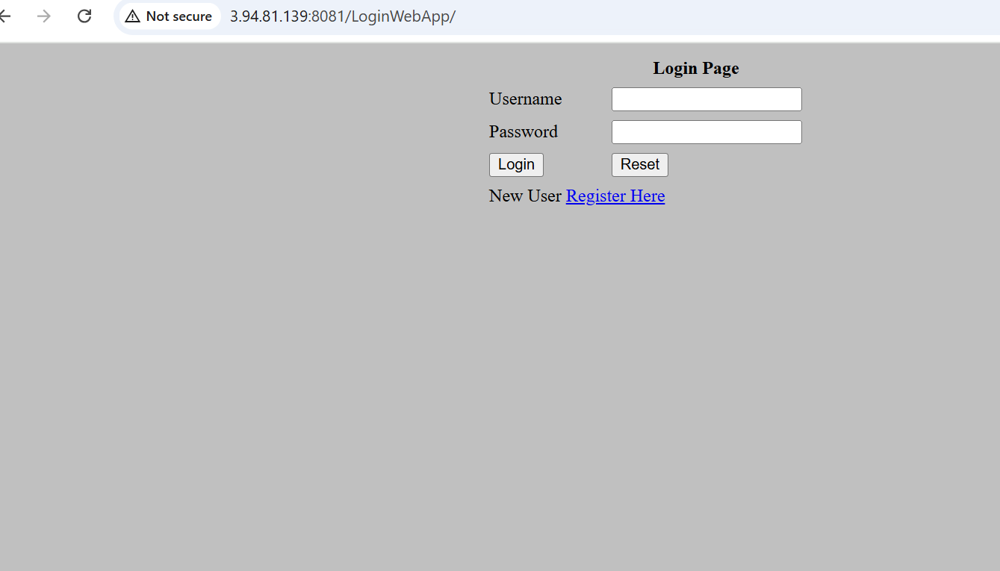 Not secure 3.94.81.139:8081/LoginWebApp/
Login Page
Username
Password
Login Reset
New User Register Here